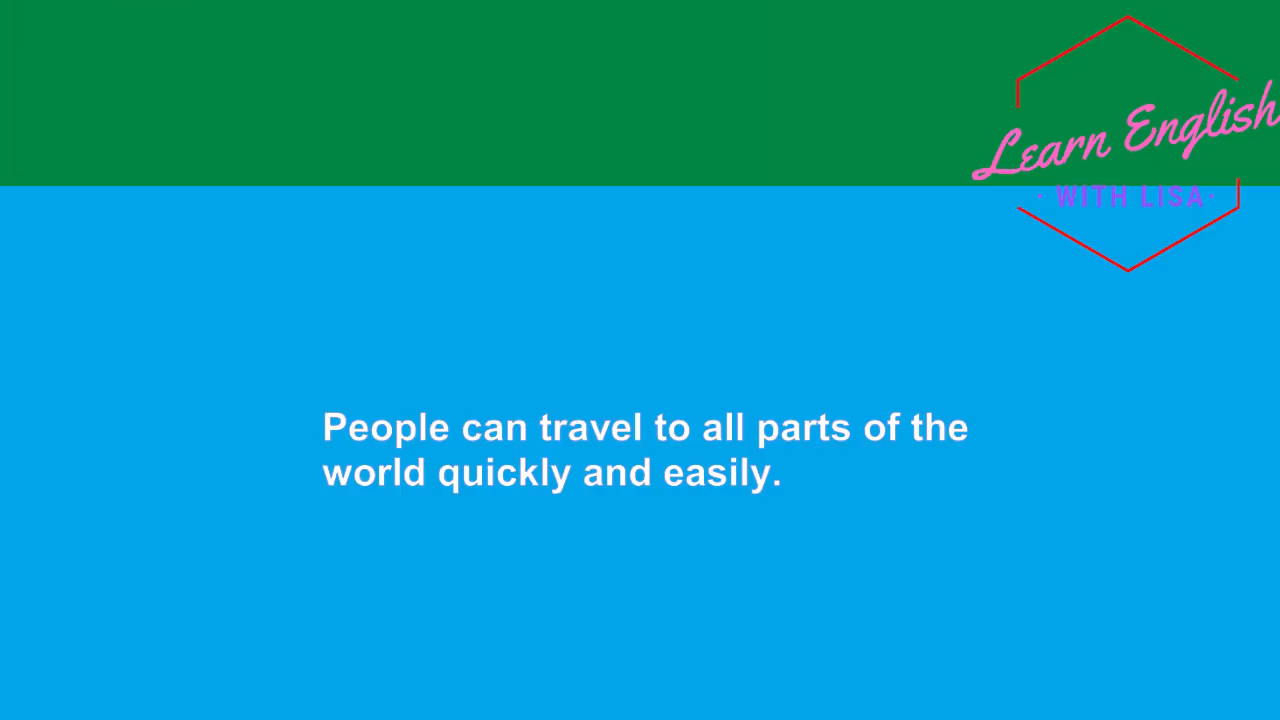 Learn English
· WITH LISA·
People can travel to all parts of the
world quickly and easily.